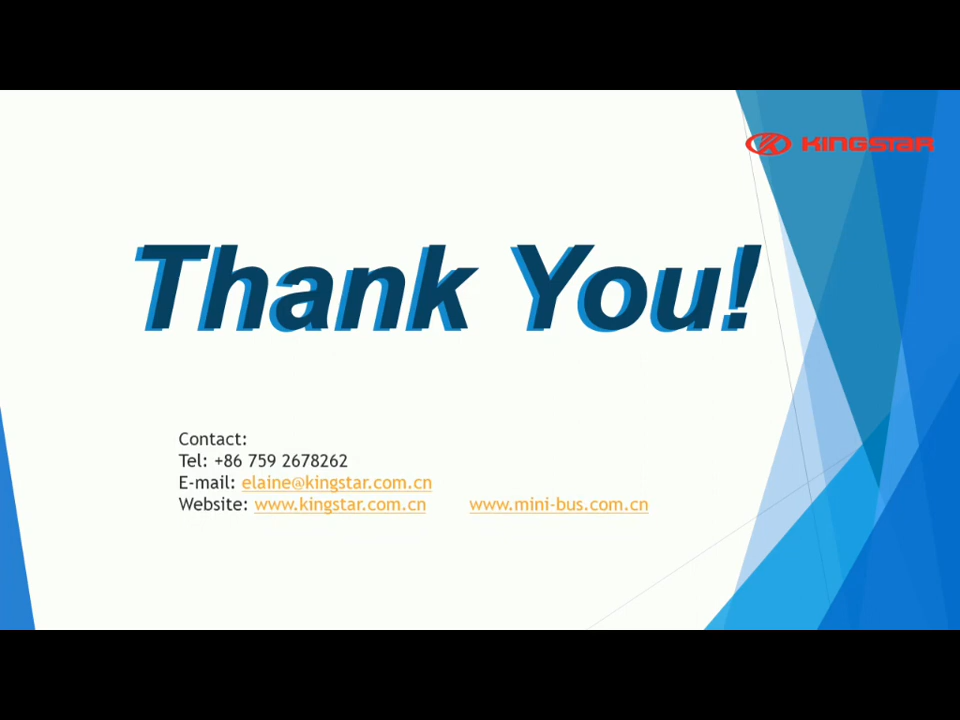 KINGSTAR
Thank You!
Contact:
Tel: +86 759 2678262
E-mail: elaine@kingstar.com.cn
Website: www.kingstar.com.cn www.mini-bus.com.cn